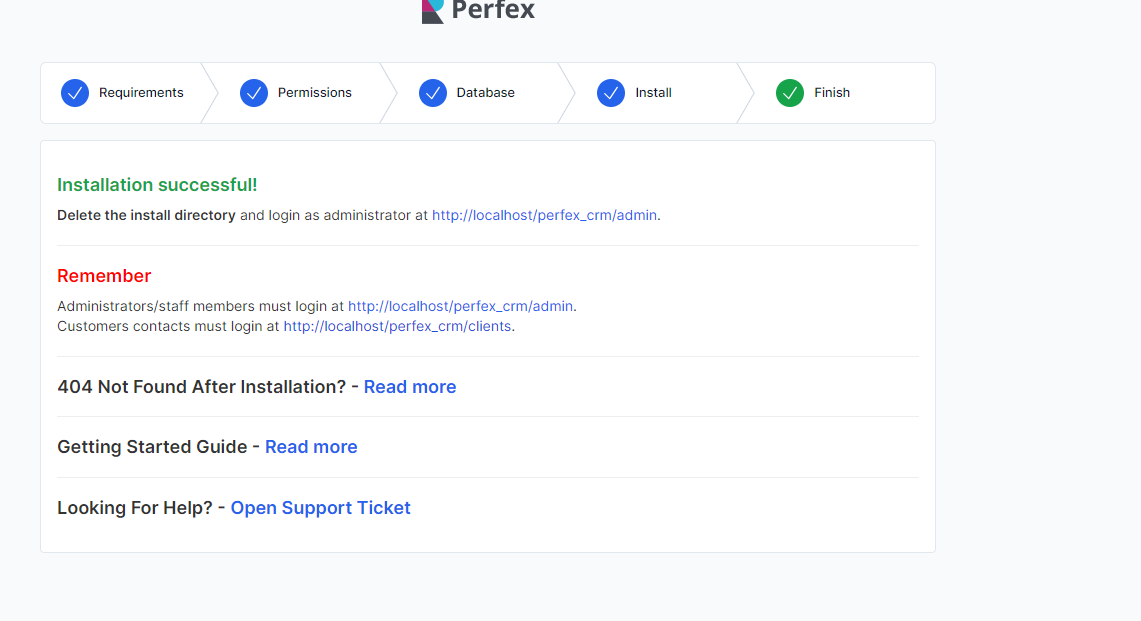 Perfex
Requirements
Permissions
Database
Install
Finish
Installation successful!
Delete the install directory and login as administrator at http://localhost/perfex_crm/admin.
Remember
Administrators/staff members must login at http://localhost/perfex_crm/admin.
Customers contacts must login at http://localhost/perfex_crm/clients.
404 Not Found After Installation? - Read more
Getting Started Guide - Read more
Looking For Help? - Open Support Ticket